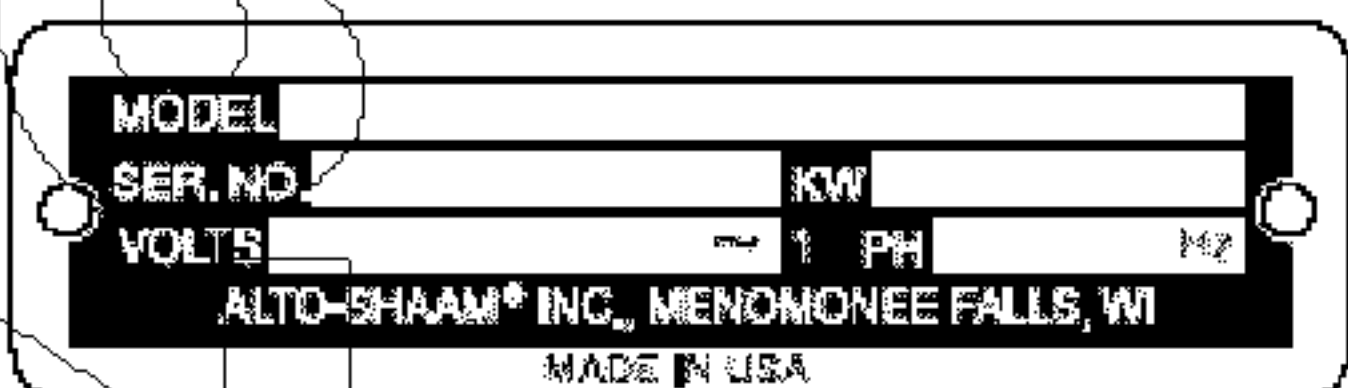 MODEL
SER. NO. KW
VOLTS ~ 1 PH HZ
ALTO-SHAAM® INC., MENOMONEE FALLS, WI
MADE IN USA